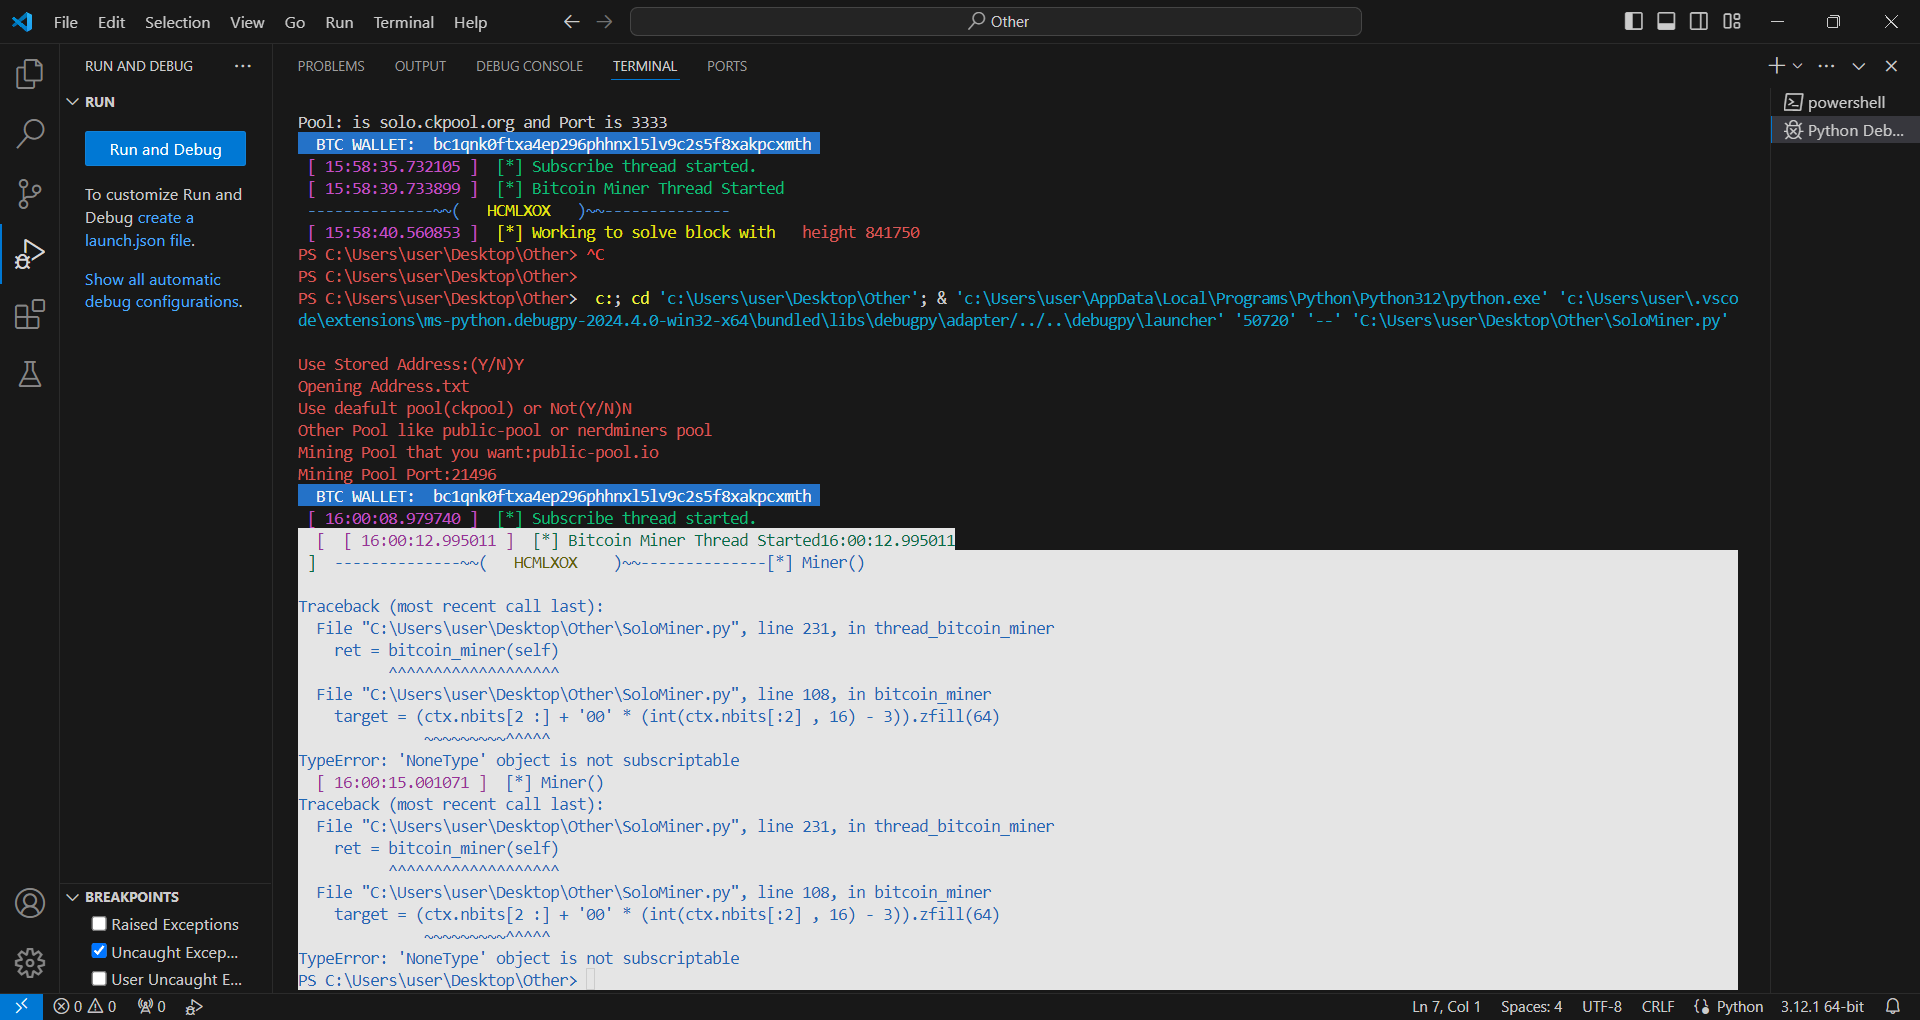 File Edit Selection View Go Run Terminal Help
Other
RUN AND DEBUG
RUN
Run and Debug
To customize Run and
Debug create a
launch.json file.
Show all automatic
debug configurations.
BREAKPOINTS
Raised Exceptions
Uncaught Excep...
User Uncaught E...
PROBLEMS OUTPUT DEBUG CONSOLE TERMINAL PORTS
Pool: is solo.ckpool.org and Port is 3333
BTC WALLET: bc1qnk0ftxa4ep296phhnxl5lv9c2s5f8xakpcxmth
[ 15:58:35.732105 ] [*] Subscribe thread started.
[ 15:58:39.733899 ] [*] Bitcoin Miner Thread Started
--------------~~( HCMLXOX )~~--------------
[ 15:58:40.560853 ] [*] Working to solve block with height 841750
PS C:\Users\user\Desktop\Other> ^C
PS C:\Users\user\Desktop\Other>
PS C:\Users\user\Desktop\Other> c:; cd 'c:\Users\user\Desktop\Other'; & 'c:\Users\user\AppData\Local\Programs\Python\Python312\python.exe' 'c:\Users\user\.vsco
de\extensions\ms-python.debugpy-2024.4.0-win32-x64\bundled\libs\debugpy\adapter/../..\debugpy\launcher' '50720' '--' 'C:\Users\user\Desktop\Other\SoloMiner.py'
Use Stored Address:(Y/N)Y
Opening Address.txt
Use deafult pool(ckpool) or Not(Y/N)N
Other Pool like public-pool or nerdminers pool
Mining Pool that you want:public-pool.io
Mining Pool Port:21496
BTC WALLET: bc1qnk0ftxa4ep296phhnxl5lv9c2s5f8xakpcxmth
[ 16:00:08.979740 ] [*] Subscribe thread started.
[ [ 16:00:12.995011 ] [*] Bitcoin Miner Thread Started16:00:12.995011
] --------------~~( HCMLXOX )~~--------------[*] Miner()
Traceback (most recent call last):
File "C:\Users\user\Desktop\Other\SoloMiner.py", line 231, in thread_bitcoin_miner
ret = bitcoin_miner(self)
^^^^^^^^^^^^^^^^^^^
File "C:\Users\user\Desktop\Other\SoloMiner.py", line 108, in bitcoin_miner
target = (ctx.nbits[2 :] + '00' * (int(ctx.nbits[:2] , 16) - 3)).zfill(64)
~~~~~~~~~^^^^^
TypeError: 'NoneType' object is not subscriptable
[ 16:00:15.001071 ] [*] Miner()
Traceback (most recent call last):
File "C:\Users\user\Desktop\Other\SoloMiner.py", line 231, in thread_bitcoin_miner
ret = bitcoin_miner(self)
^^^^^^^^^^^^^^^^^^^
File "C:\Users\user\Desktop\Other\SoloMiner.py", line 108, in bitcoin_miner
target = (ctx.nbits[2 :] + '00' * (int(ctx.nbits[:2] , 16) - 3)).zfill(64)
~~~~~~~~~^^^^^
TypeError: 'NoneType' object is not subscriptable
PS C:\Users\user\Desktop\Other>
powershell
Python Deb...
0 0 0
Ln 7, Col 1 Spaces: 4 UTF-8 CRLF Python 3.12.1 64-bit